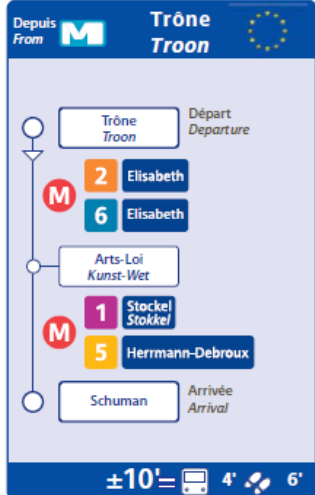 Depuis
From
M
Trône
Troon
Trône
Troon
Départ
Departure
M
2 Elisabeth
6 Elisabeth
Arts-Loi
Kunst-Wet
M
1 Stockel
Stokkel
5 Herrmann-Debroux
Schuman
Arrivée
Arrival
±10'= 4' 6'